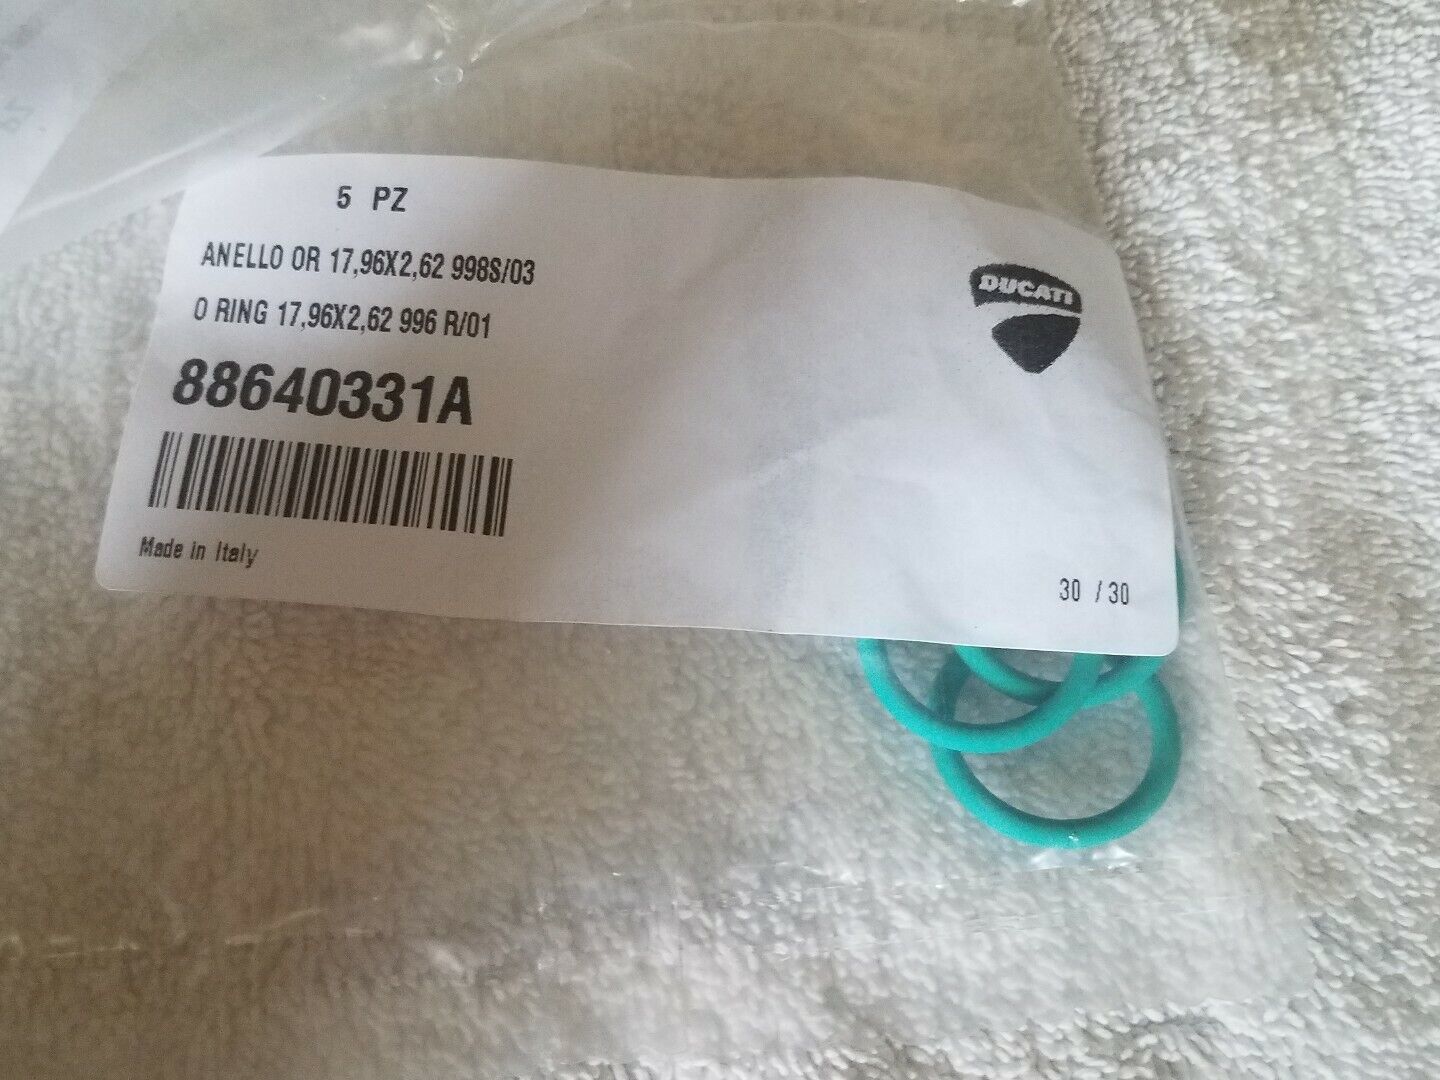 5 PZ
ANELLO OR 17,96X2,62 998S/03
O RING 17,96X2,62 996 R/01
88640331A
Made in Italy
DUCATI
30 / 30